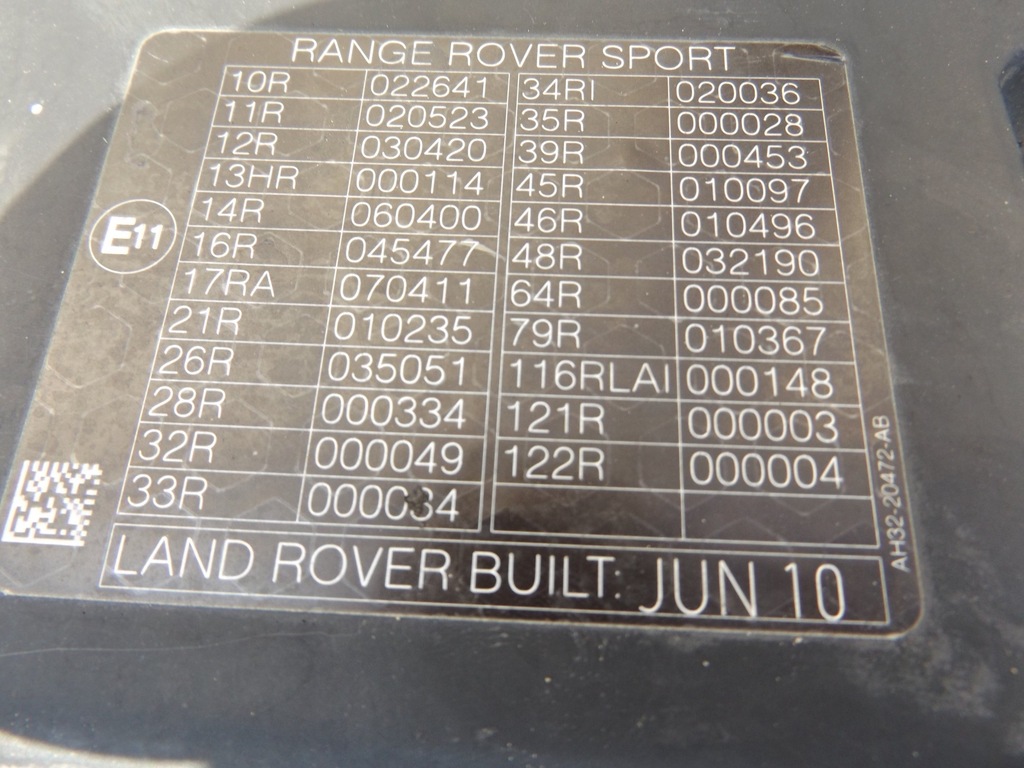 RANGE ROVER SPORT
10R 022641 34RI 020036
11R 020523 35R 000028
12R 030420 39R 000453
13HR 000114 45R 010097
14R 060400 46R 010496
16R 045477 48R 032190
17RA 070411 64R 000085
21R 010235 79R 010367
26R 035051 116RLAI 000148
28R 000334 121R 000003
32R 000049 122R 000004
33R 000034
E11
LAND ROVER BUILT: JUN 10
AH32-20472-AB